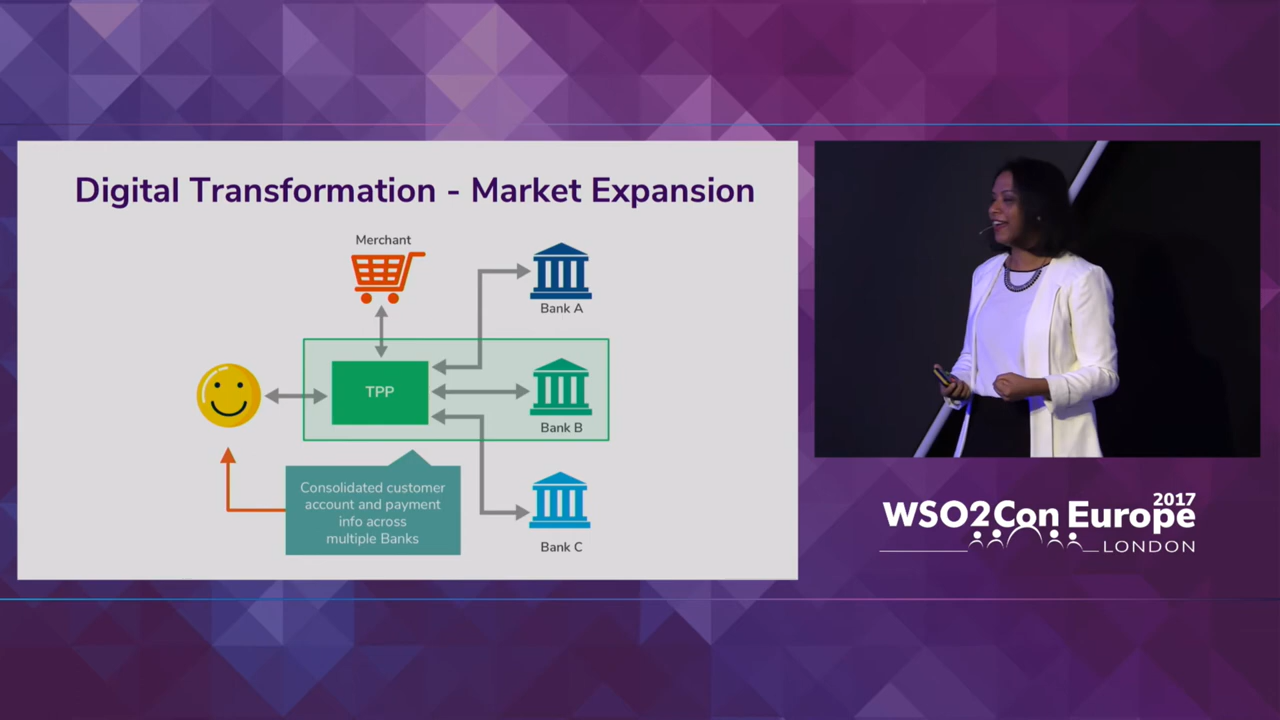 Digital Transformation - Market Expansion
Merchant
Bank A
TPP
Bank B
Consolidated customer
account and payment
info across
multiple Banks
Bank C
2017
WSO2Con Europe
LONDON